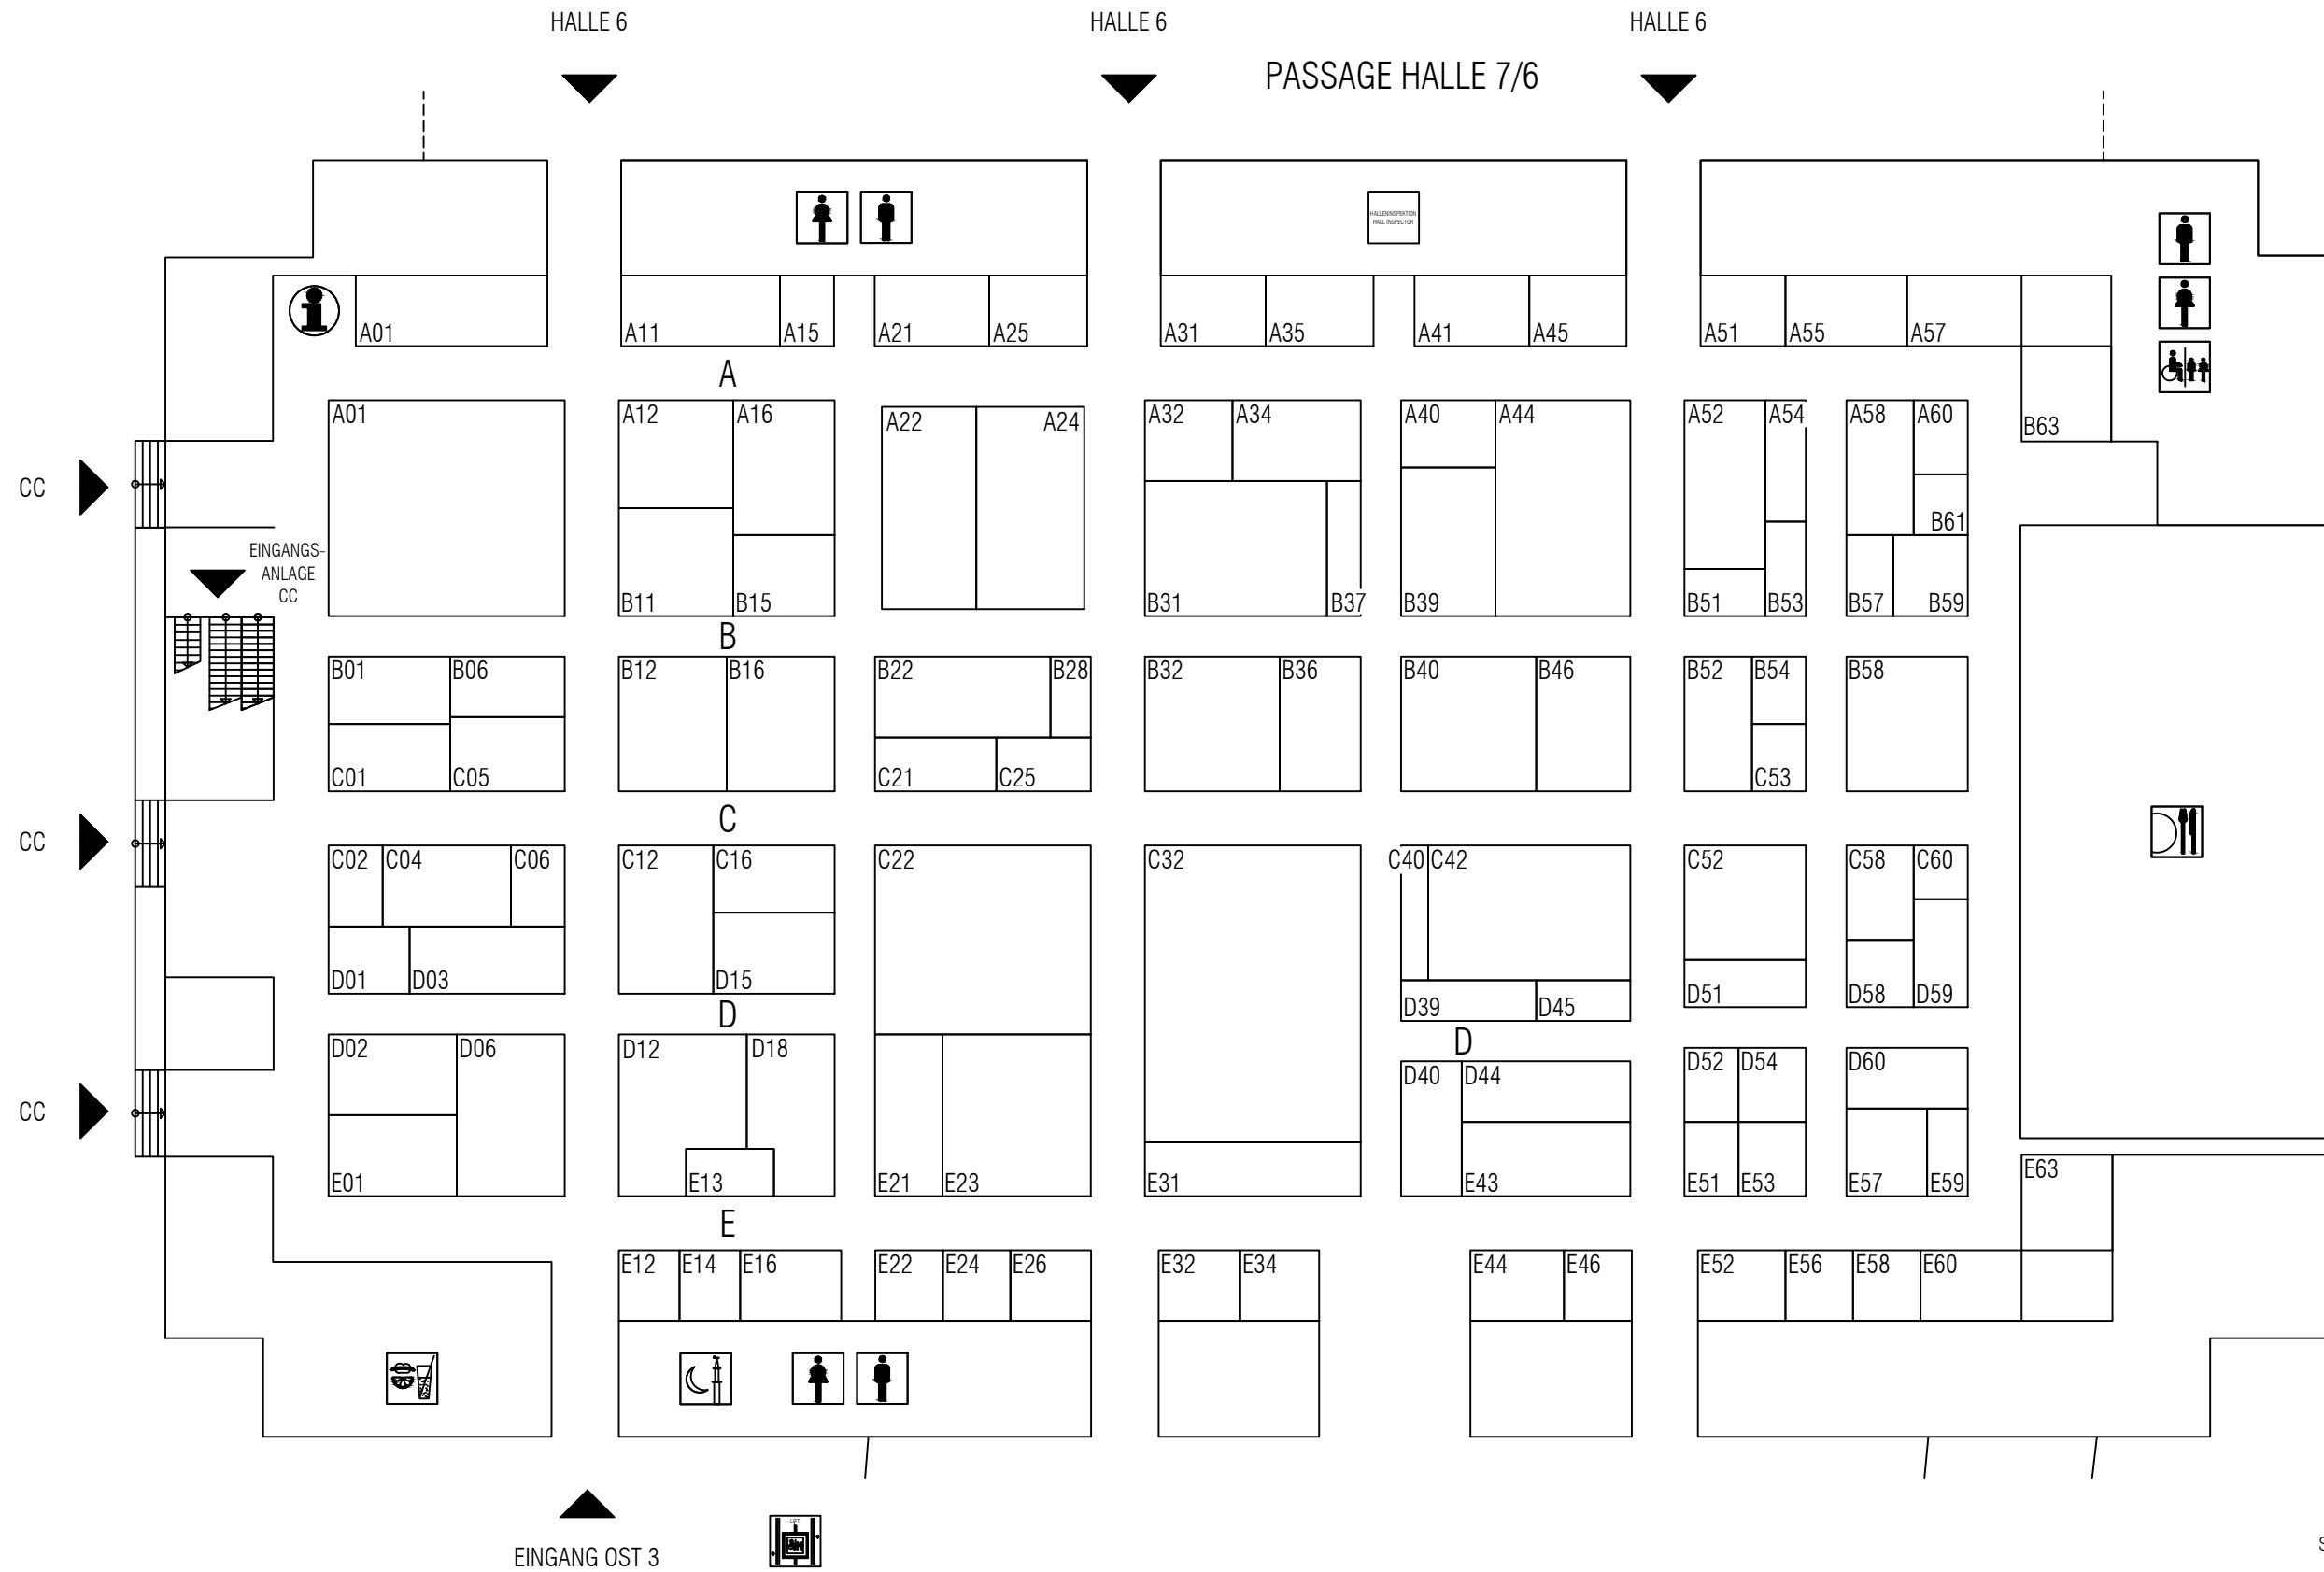 HALLE 6 HALLE 6 HALLE 6
PASSAGE HALLE 7/6
HALLENINSPEKTION
HALL INSPECTOR
A01 A11 A15 A21 A25 A31 A35 A41 A45 A51 A55 A57
A
A01 A12 A16 A22 A24 A32 A34 A40 A44 A52 A54 A58 A60 B63
CC
B61
EINGANGS-
ANLAGE
CC
B11 B15 B31 B37 B39 B51 B53 B57 B59
B
B01 B06 B12 B16 B22 B28 B32 B36 B40 B46 B52 B54 B58
C01 C05 C21 C25 C53
C
CC
C02 C04 C06 C12 C16 C22 C32 C40 C42 C52 C58 C60
D01 D03 D15 D39 D45 D51 D58 D59
D
D
D02 D06 D12 D18 D40 D44 D52 D54 D60
CC
E01 E13 E21 E23 E31 E43 E51 E53 E57 E59 E63
E
E12 E14 E16 E22 E24 E26 E32 E34 E44 E46 E52 E56 E58 E60
LIFT
EINGANG OST 3
S